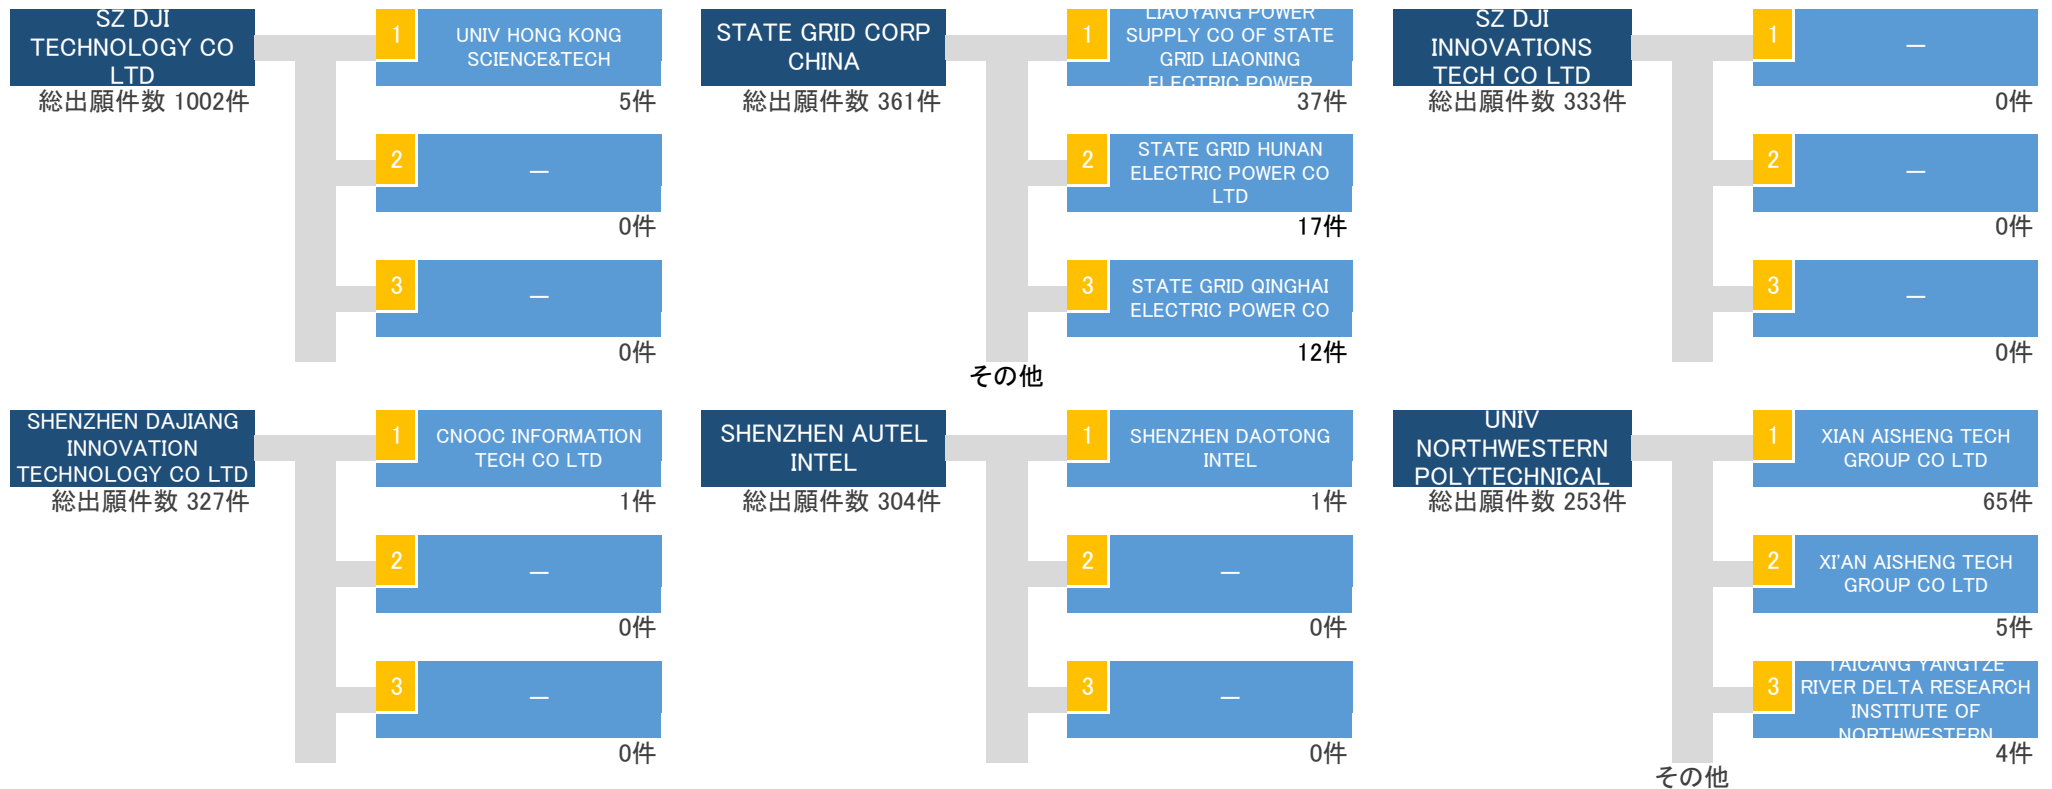 SZ DJI
TECHNOLOGY CO
LTD
総出願件数 1002件
1
UNIV HONG KONG
SCIENCE&TECH
5件
2
―
0件
3
―
0件
STATE GRID CORP
CHINA
総出願件数 361件
1
LIAOYANG POWER
SUPPLY CO OF STATE
GRID LIAONING
ELECTRIC POWER
37件
2
STATE GRID HUNAN
ELECTRIC POWER CO
LTD
17件
3
STATE GRID QINGHAI
ELECTRIC POWER CO
12件
その他
SZ DJI
INNOVATIONS
TECH CO LTD
総出願件数 333件
1
―
0件
2
―
0件
3
―
0件
SHENZHEN DAJIANG
INNOVATION
TECHNOLOGY CO LTD
総出願件数 327件
1
CNOOC INFORMATION
TECH CO LTD
1件
2
―
0件
3
―
0件
SHENZHEN AUTEL
INTEL
総出願件数 304件
1
SHENZHEN DAOTONG
INTEL
1件
2
―
0件
3
―
0件
UNIV
NORTHWESTERN
POLYTECHNICAL
総出願件数 253件
1
XIAN AISHENG TECH
GROUP CO LTD
65件
2
XI'AN AISHENG TECH
GROUP CO LTD
5件
3
TAICANG YANGTZE
RIVER DELTA RESEARCH
INSTITUTE OF
NORTHWESTERN
4件
その他